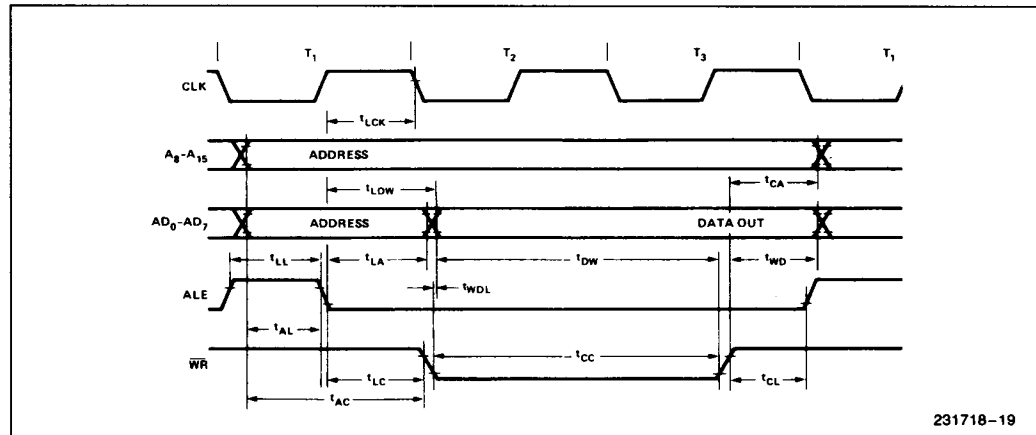 T1 T2 T3 T1
CLK
tLCK
A8-A15 ADDRESS
tCA
tLDW
AD0-AD7 ADDRESS DATA OUT
tLL tLA tDW tWD
tWDL
ALE
tAL
tCC
WR
tLC tCL
tAC
231718-19